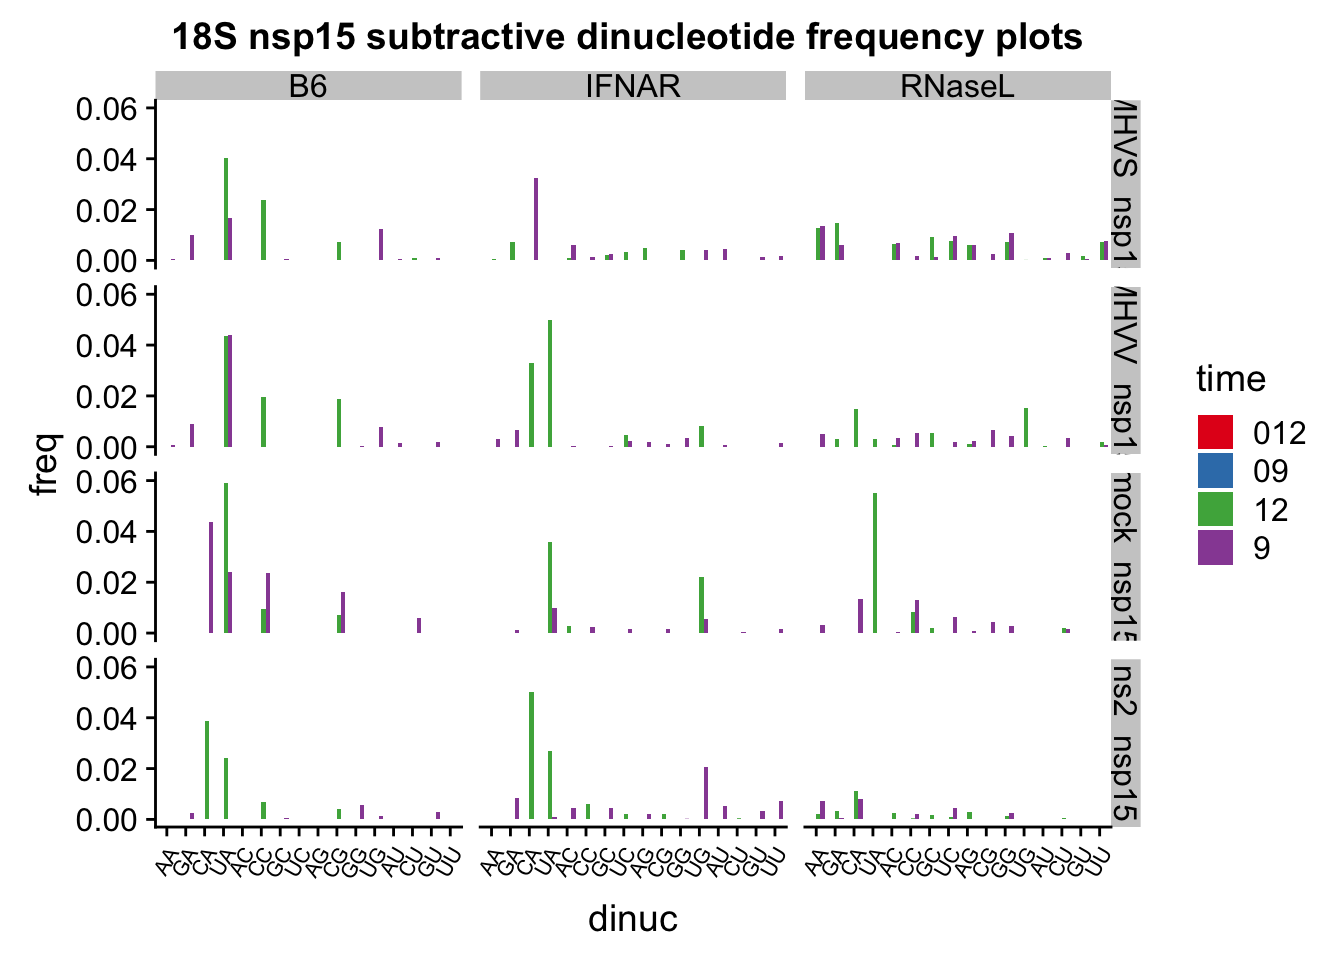 18S nsp15 subtractive dinucleotide frequency plots
B6 IFNAR RNaseL
0.06
0.04
0.02
0.00
MHVS nsp1
0.06
0.04
0.02
0.00
MHVV nsp1
0.06
0.04
0.02
0.00
mock nsp15
0.06
0.04
0.02
0.00
ns2 nsp15
freq
AA GA CA UA AC CC GC UC AG CG GG UG AU CU GU UU
AA GA CA UA AC CC GC UC AG CG GG UG AU CU GU UU
AA GA CA UA AC CC GC UC AG CG GG UG AU CU GU UU
dinuc
time
012
09
12
9